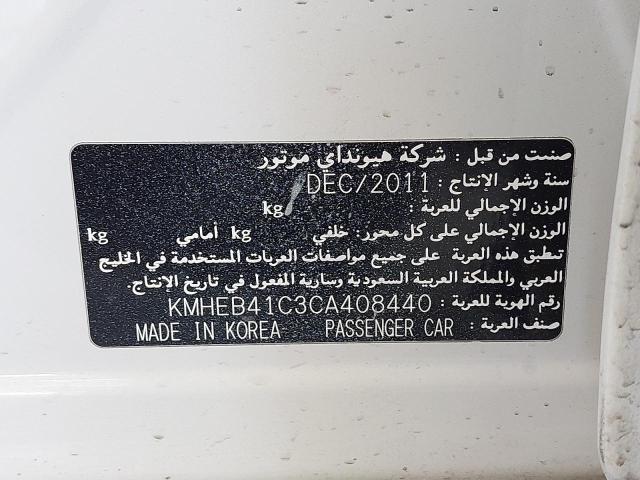 صنعت من قبل : شركة هيونداي موتور
سنة وشهر الإنتاج : DEC/2011
الوزن الإجمالي للعربة : kg
الوزن الإجمالي على كل محور: خلفي kg أمامي kg
تنطبق هذه العربة على جميع مواصفات العربات المستخدمة في الخليج
العربي والمملكة العربية السعودية وسارية المفعول في تاريخ الإنتاج.
رقم الهوية للعربة : KMHEB41C3CA408440
صنف العربة : PASSENGER CAR MADE IN KOREA